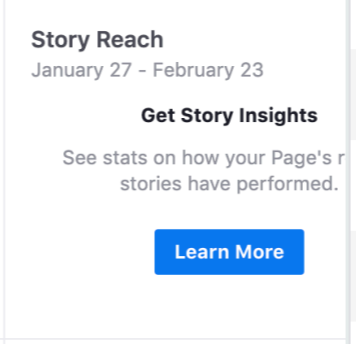 Story Reach
January 27 - February 23
Get Story Insights
See stats on how your Page's
stories have performed.
Learn More